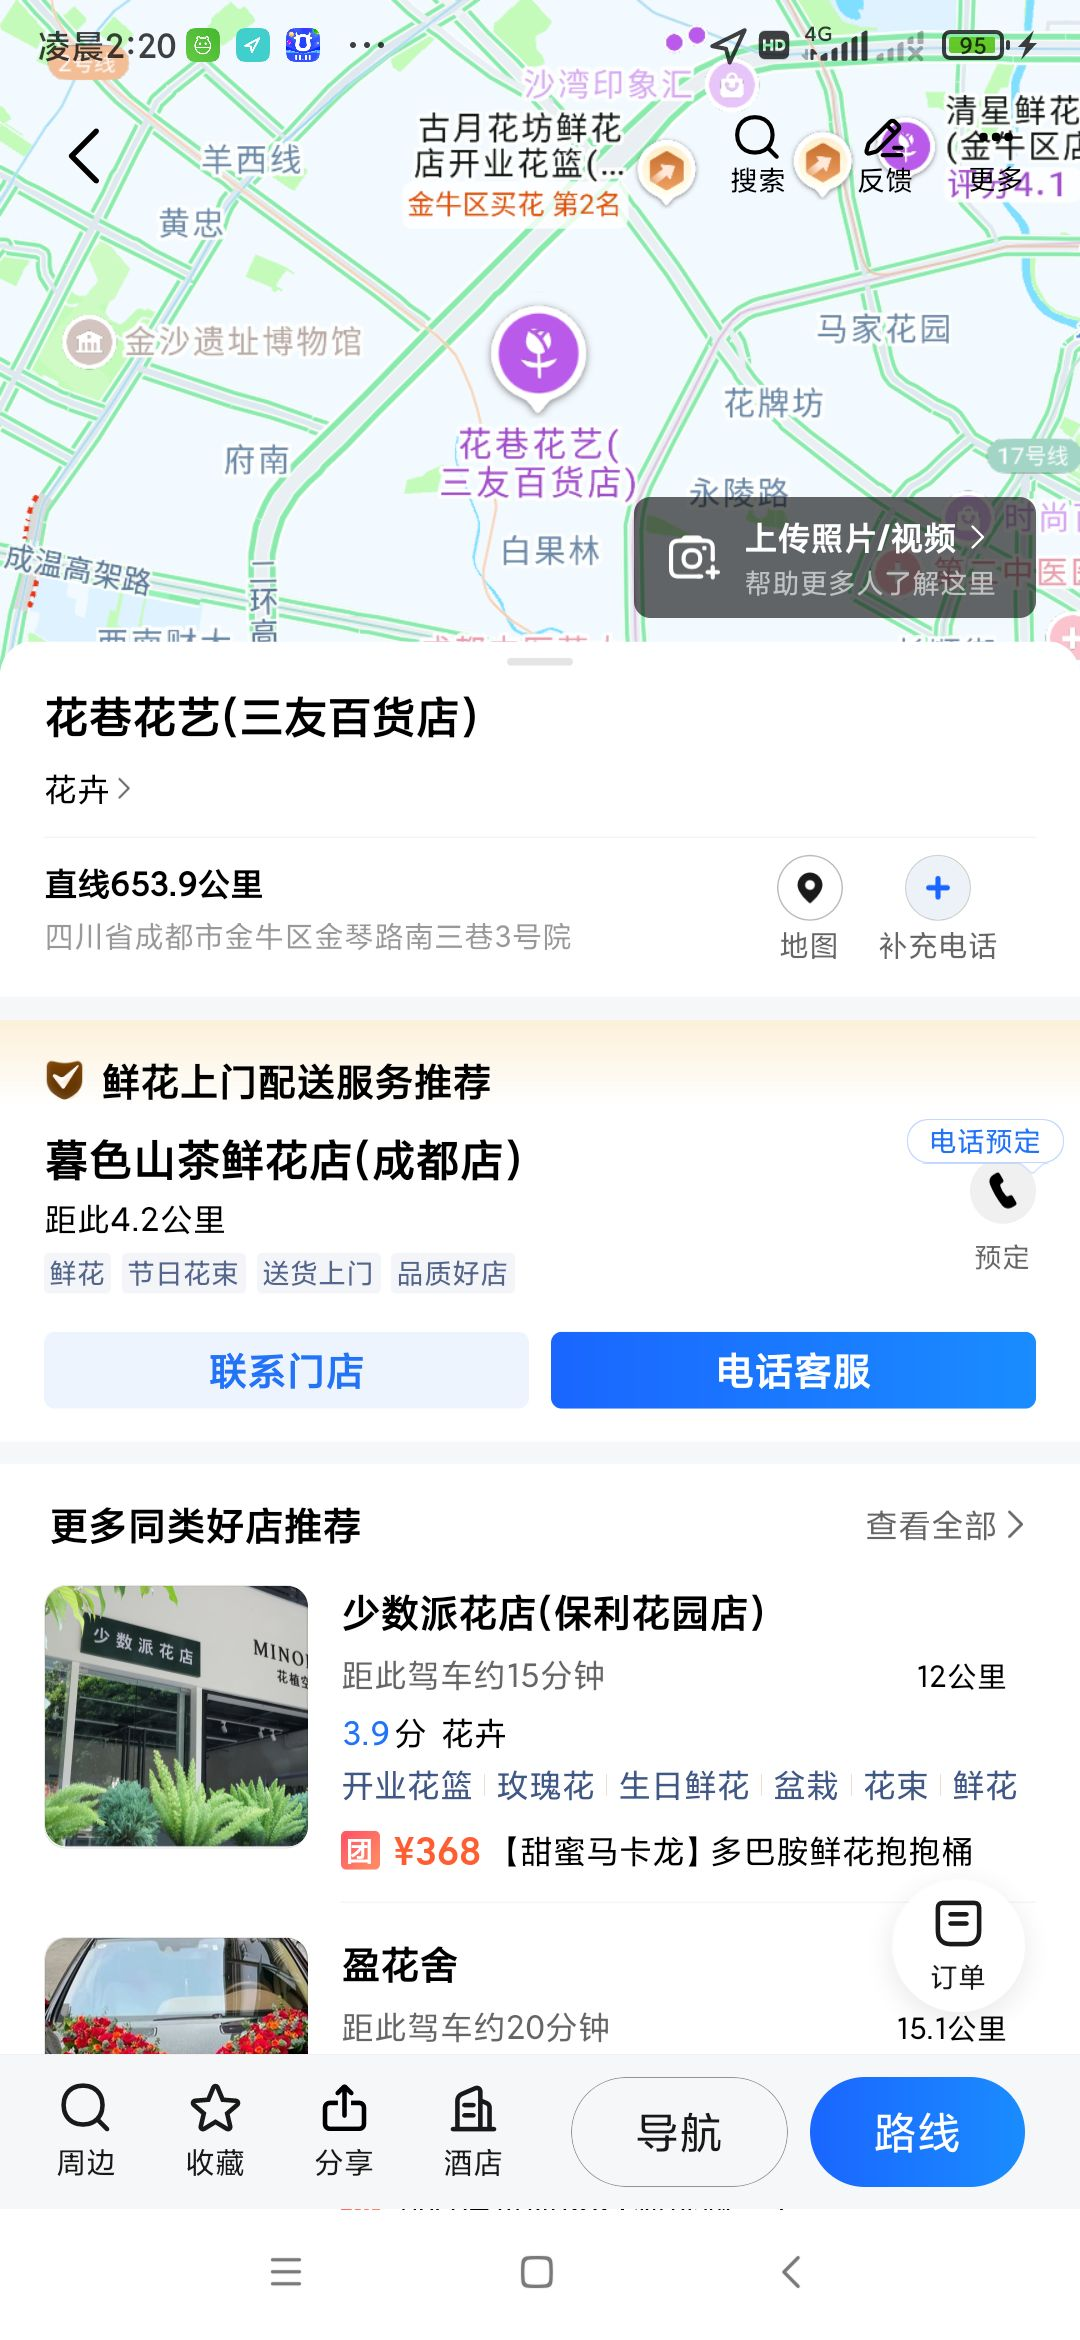 凌晨2:20
HD
4G
95
2号线
沙湾印象汇
羊西线
古月花坊鲜花
店开业花篮(...
金牛区买花 第2名
搜索
反馈
更多
清星鲜花
(金牛区店
评分4.1
黄忠
金沙遗址博物馆
马家花园
花牌坊
府南
花巷花艺(
三友百货店)
17号线
永陵路
白果林
成温高架路
二环高
上传照片/视频
帮助更多人了解这里
花巷花艺(三友百货店)
花卉
直线653.9公里
四川省成都市金牛区金琴路南三巷3号院
地图
补充电话
鲜花上门配送服务推荐
暮色山茶鲜花店(成都店)
电话预定
距此4.2公里
预定
鲜花 节日花束 送货上门 品质好店
联系门店
电话客服
更多同类好店推荐
查看全部
少数派花店
MINO
花植空
少数派花店(保利花园店)
距此驾车约15分钟
12公里
3.9分 花卉
开业花篮 玫瑰花 生日鲜花 盆栽 花束 鲜花
团 ¥368 【甜蜜马卡龙】多巴胺鲜花抱抱桶
订单
盈花舍
距此驾车约20分钟
15.1公里
周边
收藏
分享
酒店
导航
路线